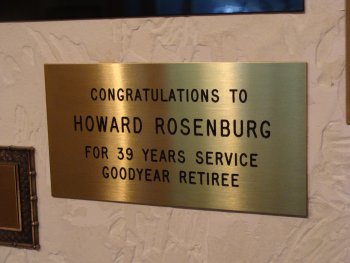 CONGRATULATIONS TO
HOWARD ROSENBURG
FOR 39 YEARS SERVICE
GOODYEAR RETIREE